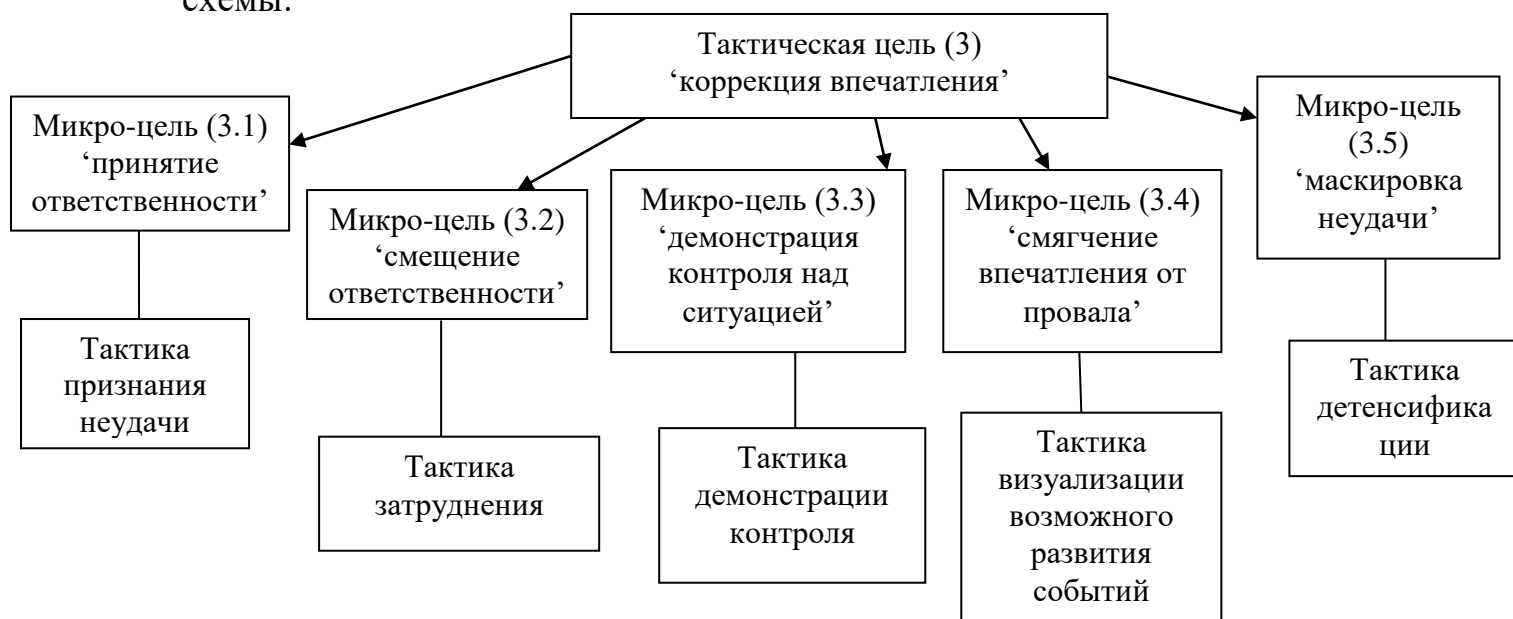 схемы:
Тактическая цель (3)
‘коррекция впечатления’
Микро-цель (3.1)
‘принятие
ответственности’
Микро-цель (3.2)
‘смещение
ответственности’
Микро-цель (3.3)
‘демонстрация
контроля над
ситуацией’
Микро-цель (3.4)
‘смягчение
впечатления от
провала’
Микро-цель
(3.5)
‘маскировка
неудачи’
Тактика
признания
неудачи
Тактика
затруднения
Тактика
демонстрации
контроля
Тактика
визуализации
возможного
развития
событий
Тактика
детенсифика
ции